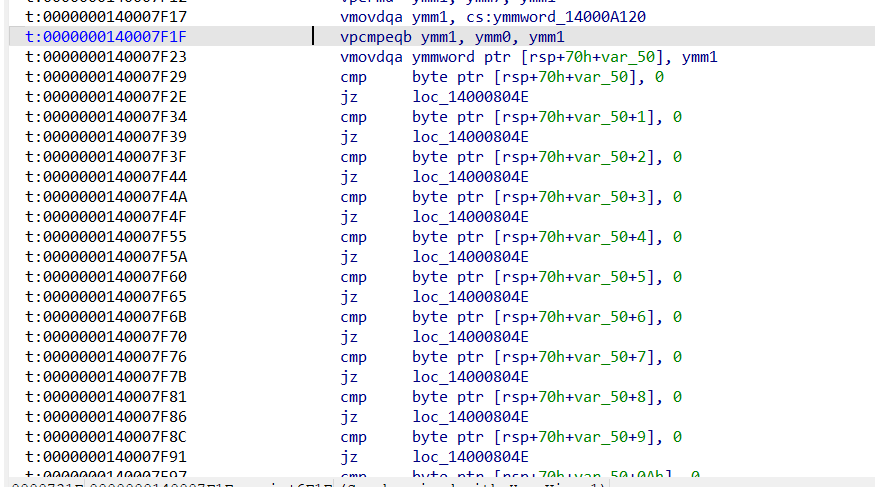 t:0000000140007F17 vmovdqa ymm1, cs:ymmword_14000A120
t:0000000140007F1F vpcmpeqb ymm1, ymm0, ymm1
t:0000000140007F23 vmovdqa ymmword ptr [rsp+70h+var_50], ymm1
t:0000000140007F29 cmp byte ptr [rsp+70h+var_50], 0
t:0000000140007F2E jz loc_14000804E
t:0000000140007F34 cmp byte ptr [rsp+70h+var_50+1], 0
t:0000000140007F39 jz loc_14000804E
t:0000000140007F3F cmp byte ptr [rsp+70h+var_50+2], 0
t:0000000140007F44 jz loc_14000804E
t:0000000140007F4A cmp byte ptr [rsp+70h+var_50+3], 0
t:0000000140007F4F jz loc_14000804E
t:0000000140007F55 cmp byte ptr [rsp+70h+var_50+4], 0
t:0000000140007F5A jz loc_14000804E
t:0000000140007F60 cmp byte ptr [rsp+70h+var_50+5], 0
t:0000000140007F65 jz loc_14000804E
t:0000000140007F6B cmp byte ptr [rsp+70h+var_50+6], 0
t:0000000140007F70 jz loc_14000804E
t:0000000140007F76 cmp byte ptr [rsp+70h+var_50+7], 0
t:0000000140007F7B jz loc_14000804E
t:0000000140007F81 cmp byte ptr [rsp+70h+var_50+8], 0
t:0000000140007F86 jz loc_14000804E
t:0000000140007F8C cmp byte ptr [rsp+70h+var_50+9], 0
t:0000000140007F91 jz loc_14000804E
t:0000000140007F97 cmp byte ptr [rsp+70h+var_50+0Ah], 0